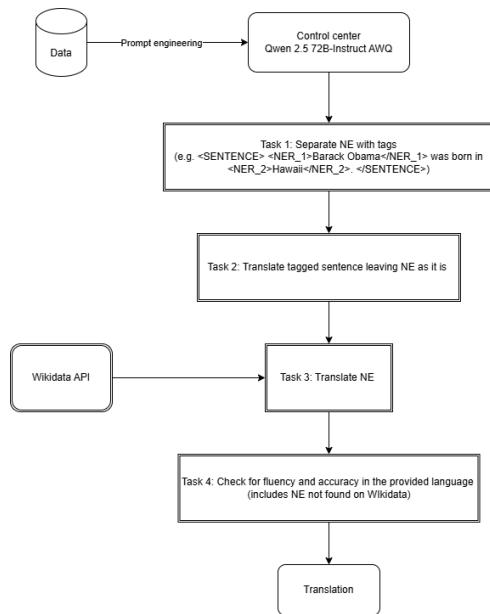 Data
Prompt engineering
Control center
Qwen 2.5 72B-Instruct AWQ
Task 1: Separate NE with tags
(e.g. <SENTENCE> <NER_1>Barack Obama</NER_1> was born in
<NER_2>Hawaii</NER_2>. </SENTENCE>)
Task 2: Translate tagged sentence leaving NE as it is
Wikidata API
Task 3: Translate NE
Task 4: Check for fluency and accuracy in the provided language
(includes NE not found on WIkidata)
Translation